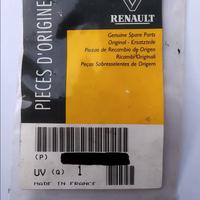 PIECES D'ORIGINE
RENAULT
Genuine Spare Parts
Original - Ersatzteile
Piezas de Recambio de Origen
Ricambi Originali
Peças Sobresselentes de Origem
(P)
UV (Q) 1
MADE IN FRANCE